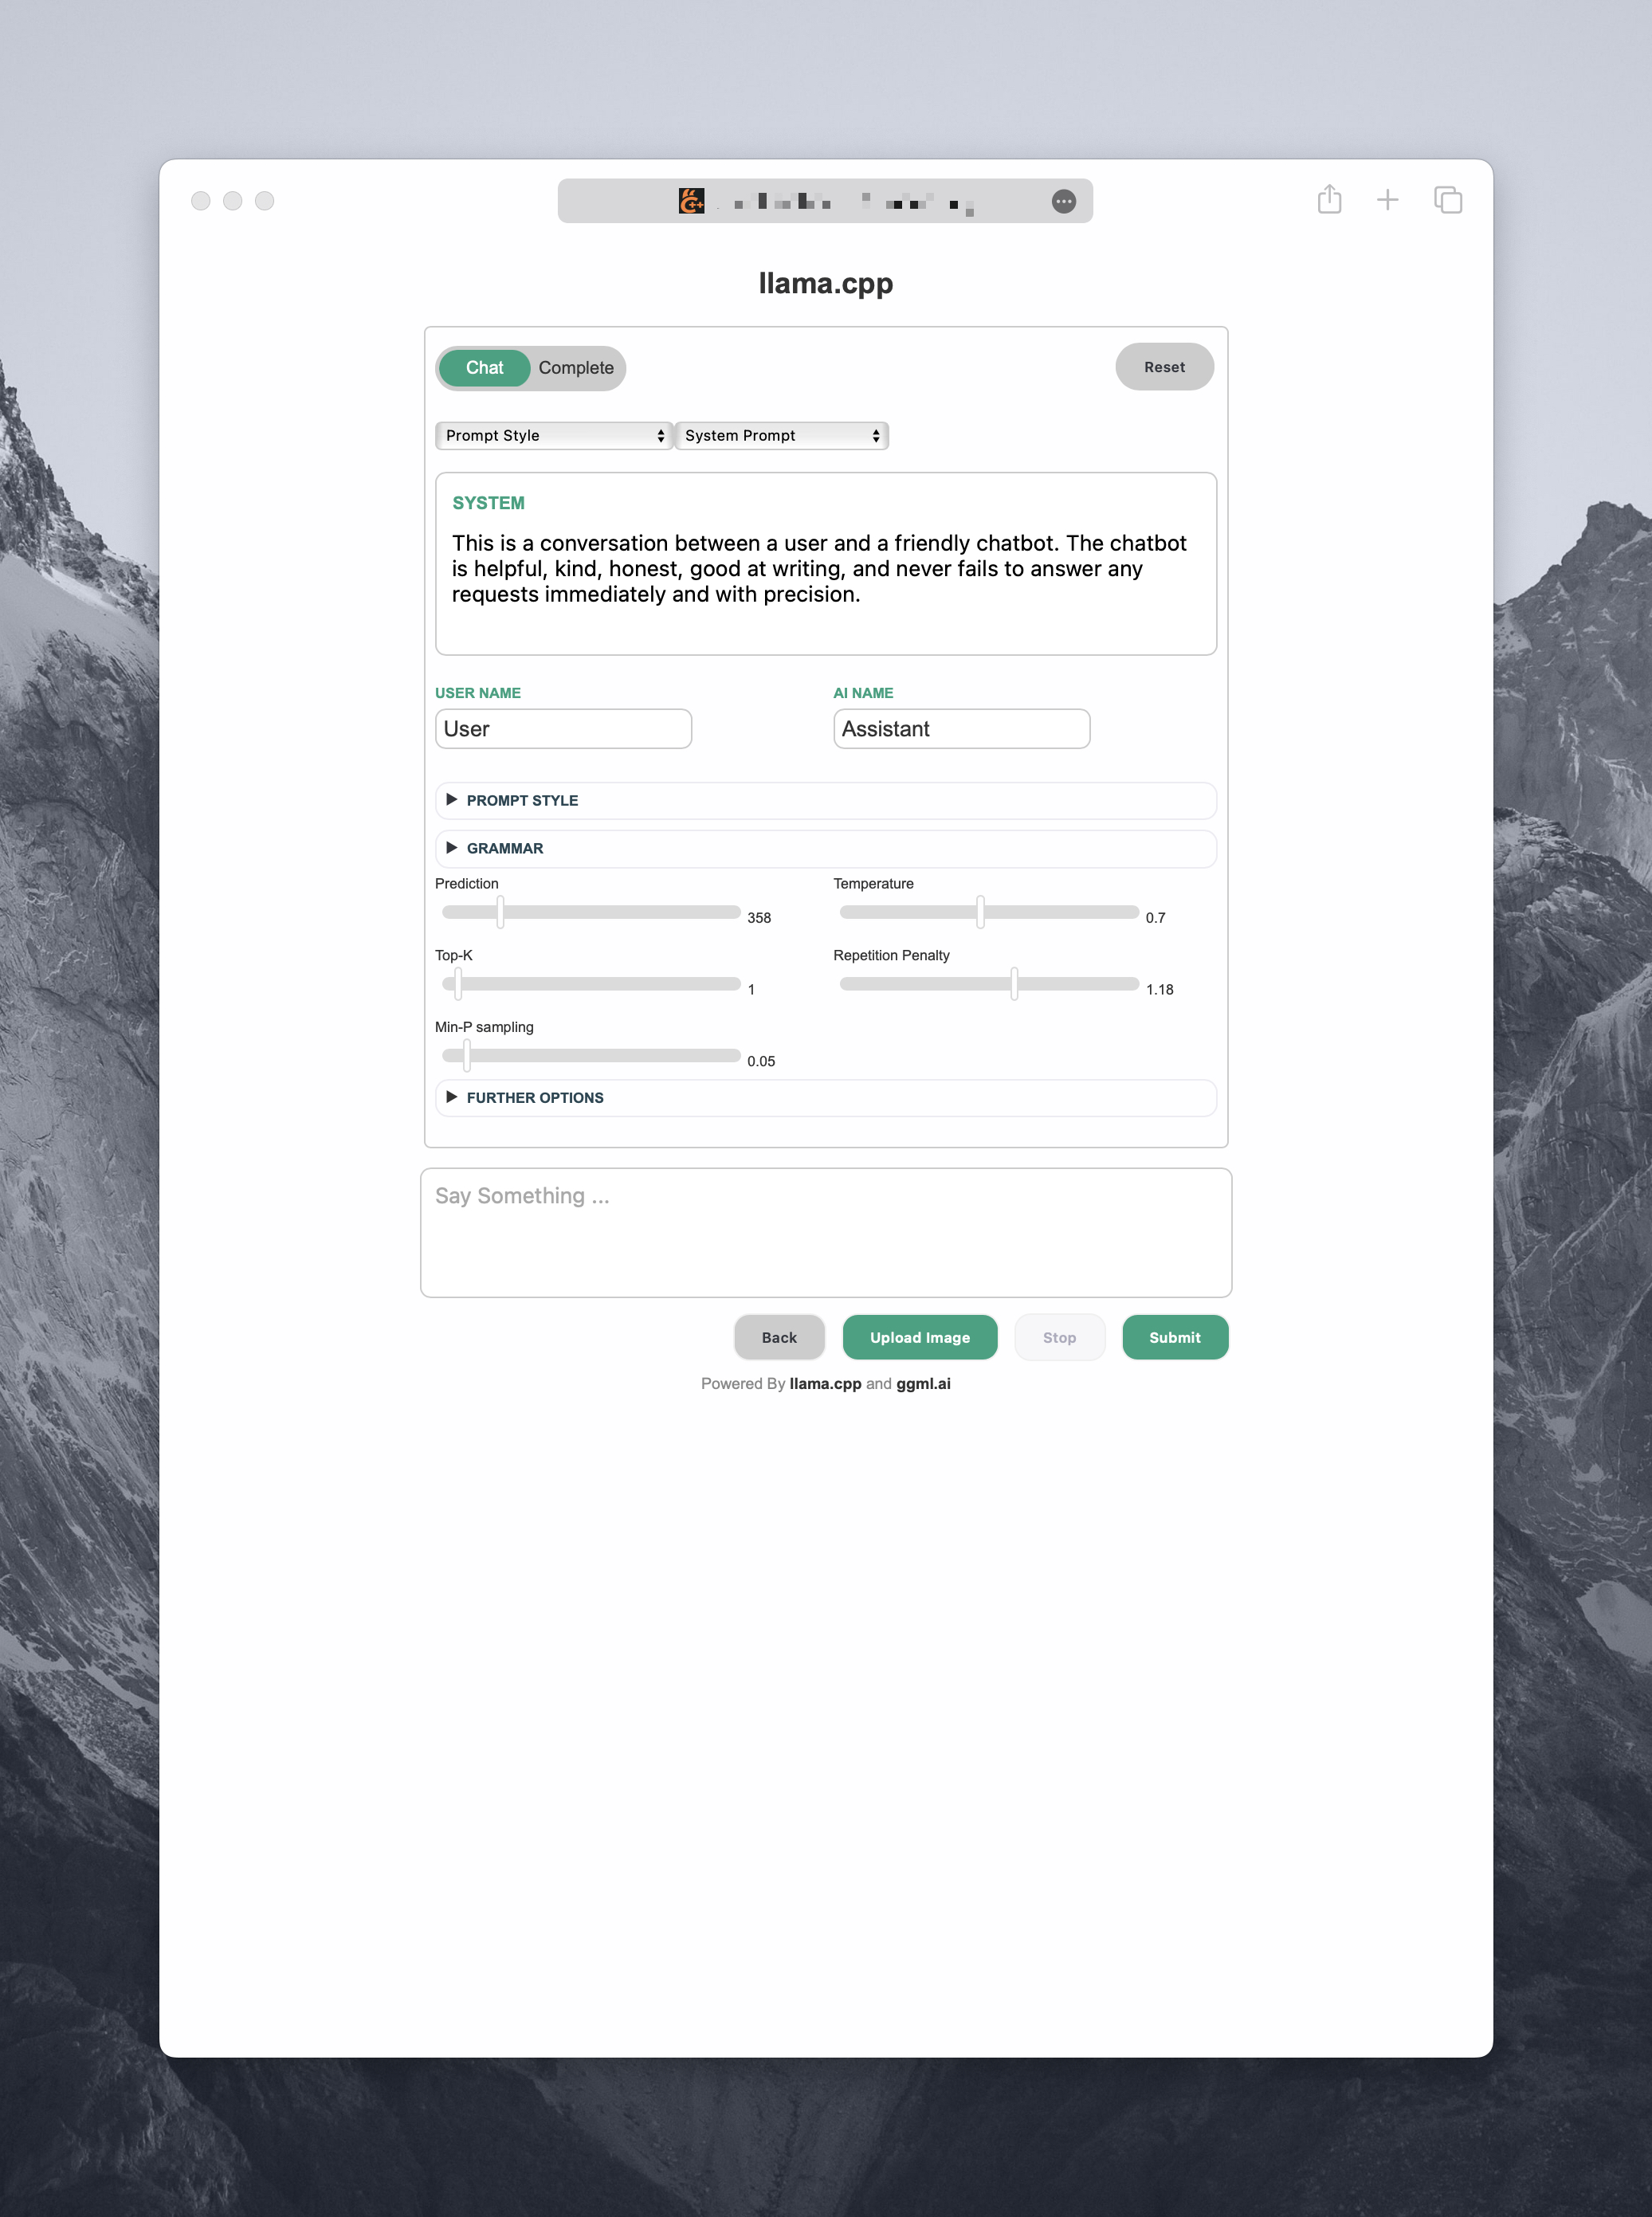 llama.cpp
Chat Complete Reset
Prompt Style System Prompt
SYSTEM
This is a conversation between a user and a friendly chatbot. The chatbot
is helpful, kind, honest, good at writing, and never fails to answer any
requests immediately and with precision.
USER NAME AI NAME
User Assistant
PROMPT STYLE
GRAMMAR
Prediction Temperature
358 0.7
Top-K Repetition Penalty
1 1.18
Min-P sampling
0.05
FURTHER OPTIONS
Say Something ...
Back Upload Image Stop Submit
Powered By llama.cpp and ggml.ai